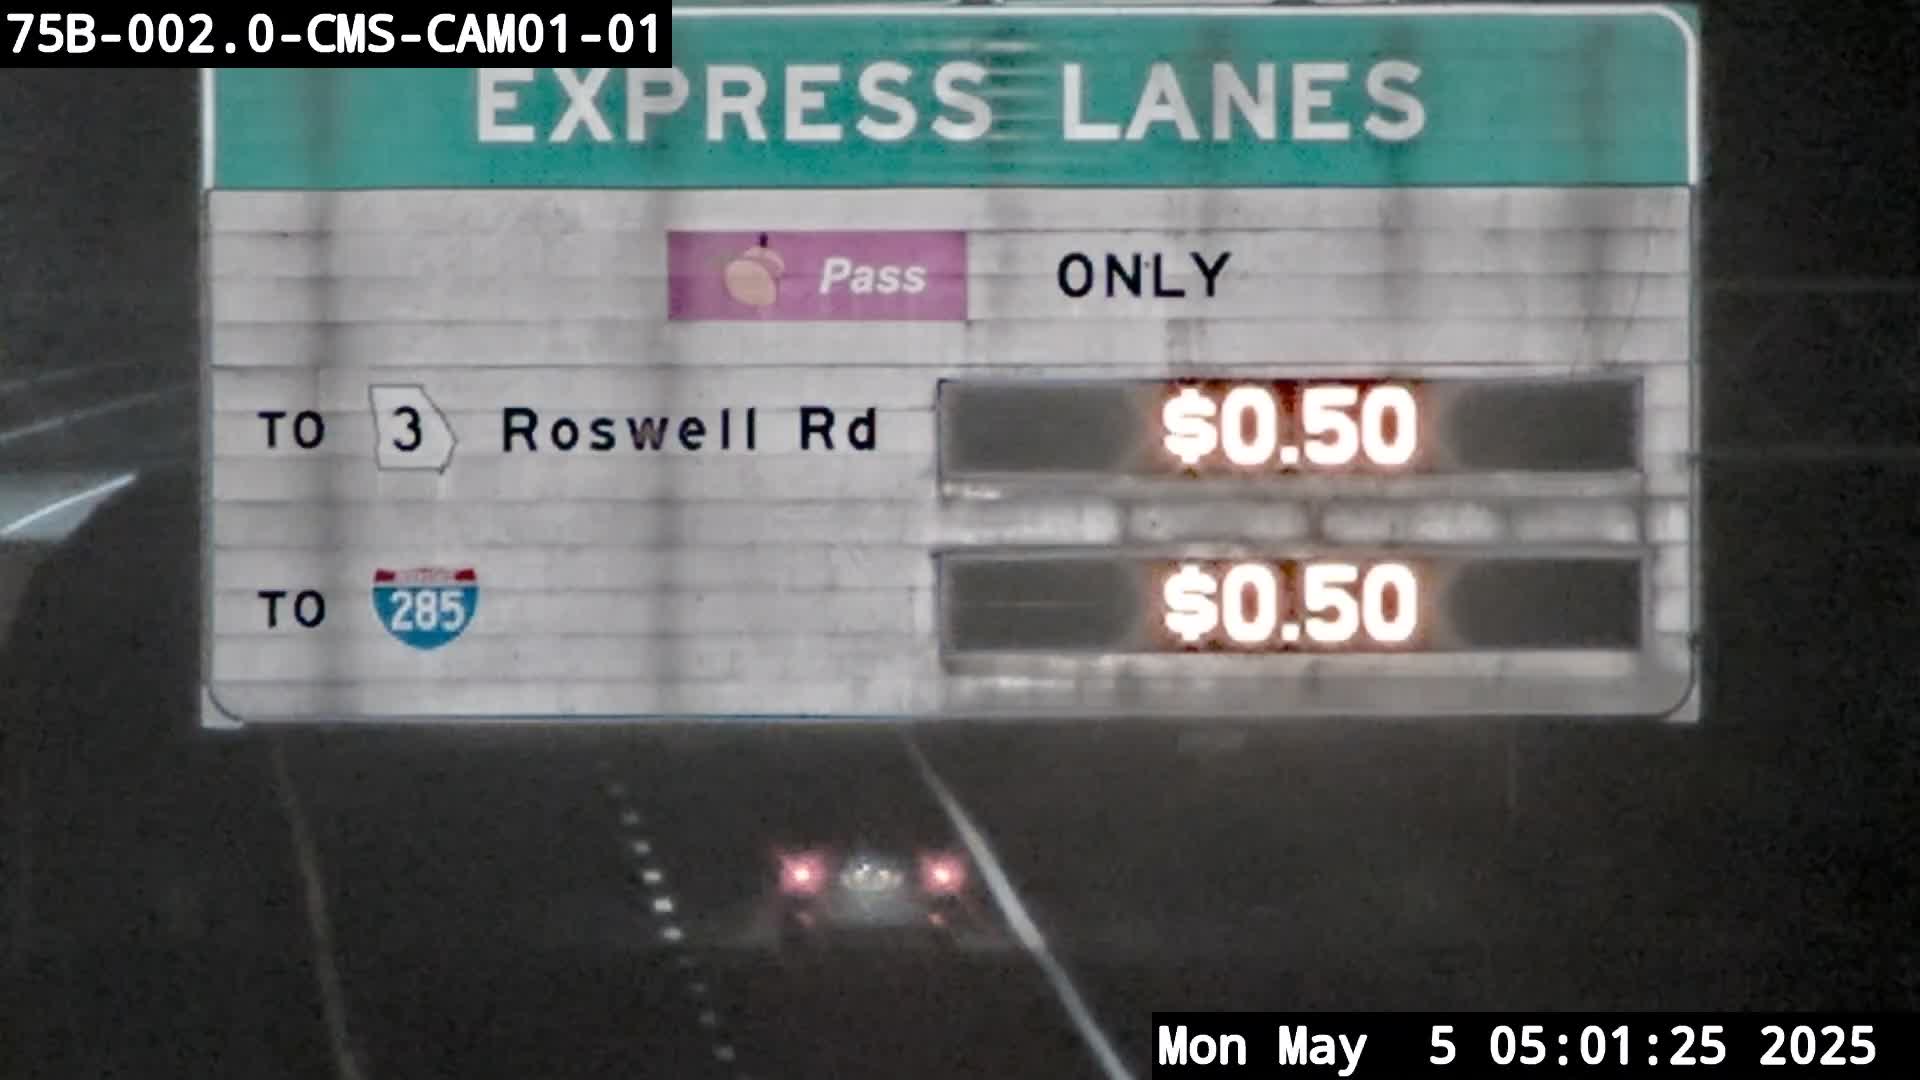 75B-002.0-CMS-CAM01-01
EXPRESS LANES
Pass ONLY
TO 3 Roswell Rd $0.50
TO 285 $0.50
Mon May 5 05:01:25 2025